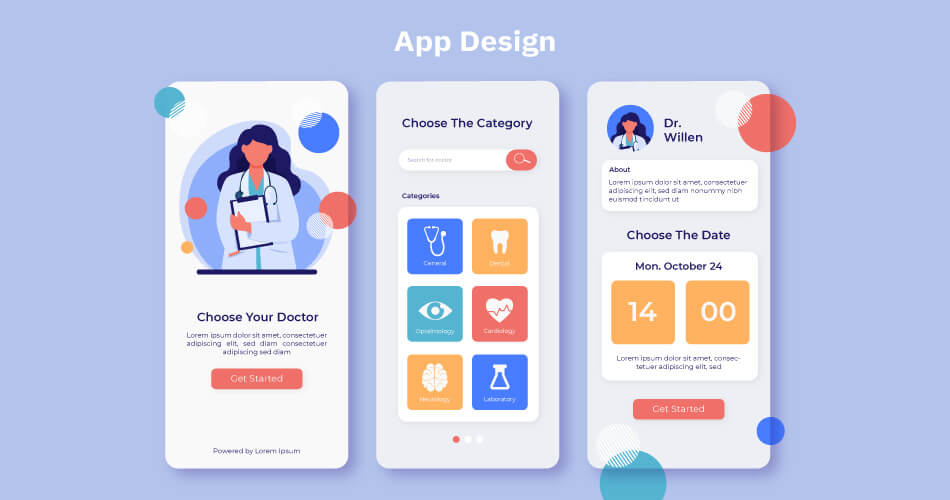 App Design
Choose Your Doctor
Lorem ipsum dolor sit amet, consectetuer
adipiscing elit, sed diam consectetuer
adipiscing sed diam
Get Started
Powered by Lorem Ipsum
Choose The Category
Search for doctor
Categories
General
Dental
Optalmology
Cardiology
Neurology
Laboratory
Dr.
Willen
About
Lorem ipsum dolor sit amet, consectetuer
adipiscing elit, sed diam nonummy nibh
euismod tincidunt ut
Choose The Date
Mon. October 24
14 00
Lorem ipsum dolor sit amet, consec-
tetuer adipiscing elit, sed
Get Started